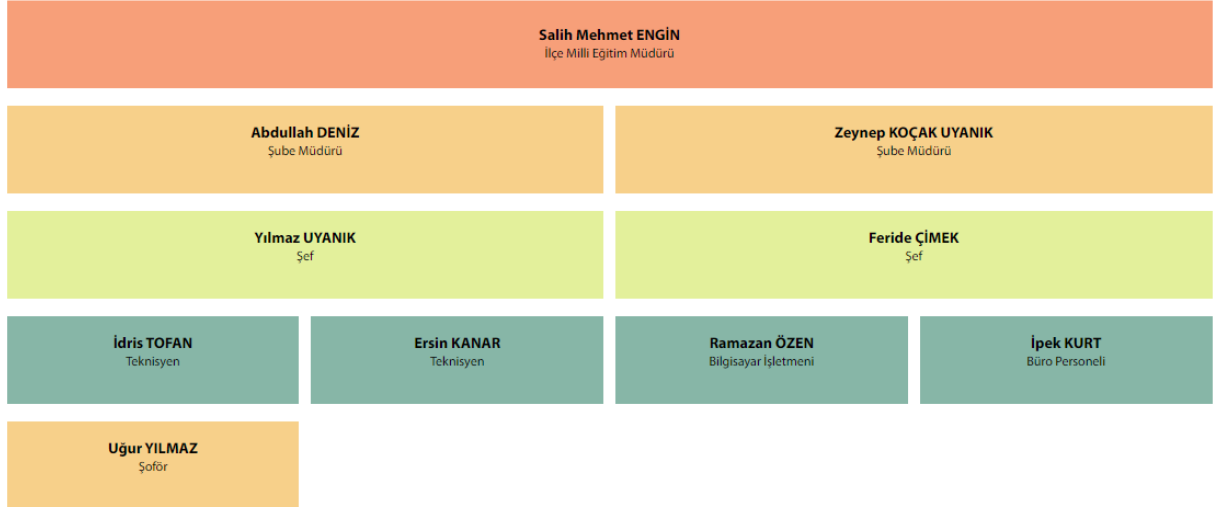 Salih Mehmet ENGİN
İlçe Milli Eğitim Müdürü
Abdullah DENİZ
Şube Müdürü
Zeynep KOÇAK UYANIK
Şube Müdürü
Yılmaz UYANIK
Şef
Feride ÇİMEK
Şef
İdris TOFAN
Teknisyen
Ersin KANAR
Teknisyen
Ramazan ÖZEN
Bilgisayar İşletmeni
İpek KURT
Büro Personeli
Uğur YILMAZ
Şoför